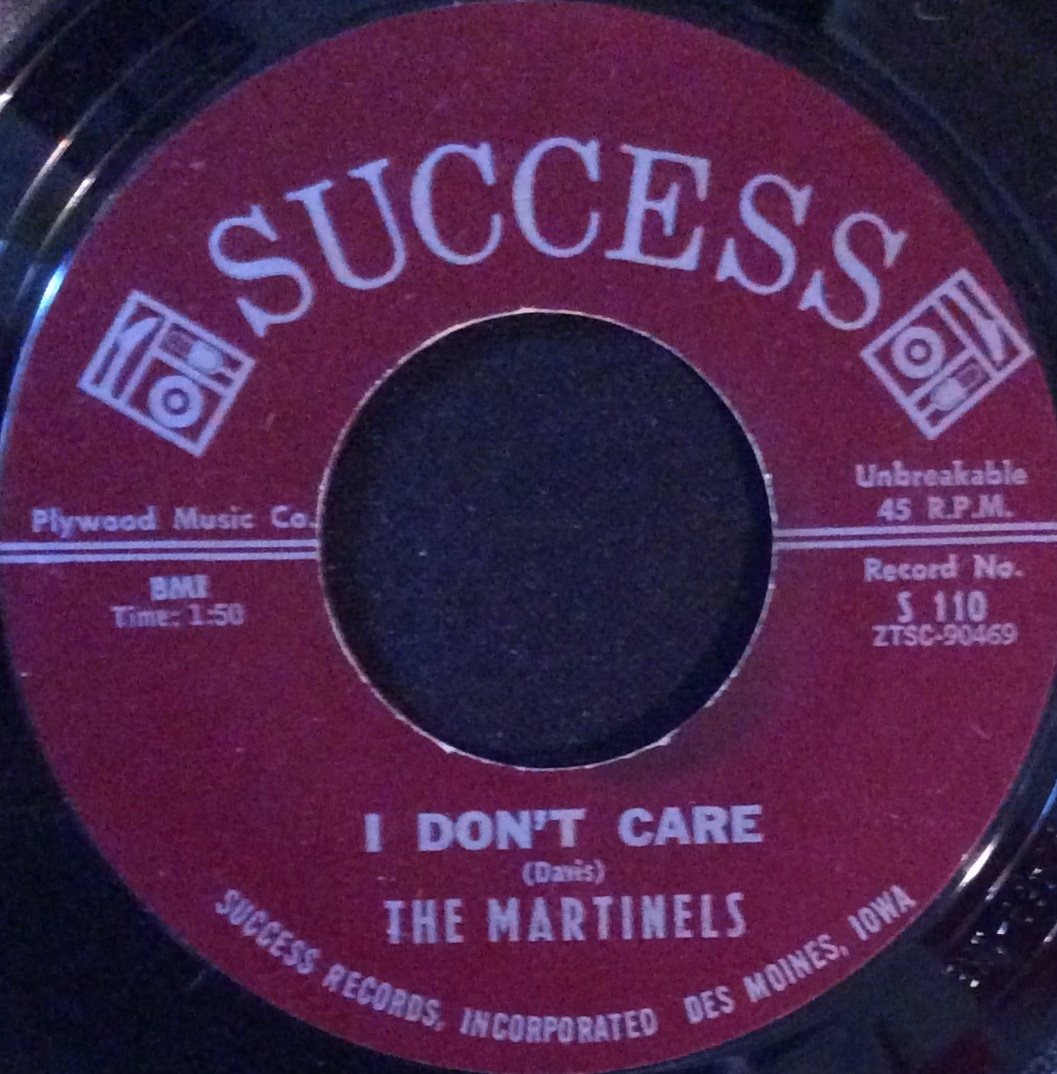 SUCCESS
Plywood Music Co.
BMI
Time: 1:50
Unbreakable
45 R.P.M.
Record No.
S 110
ZTSC-90469
I DON'T CARE
(Davis)
THE MARTINELS
SUCCESS RECORDS, INCORPORATED DES MOINES, IOWA